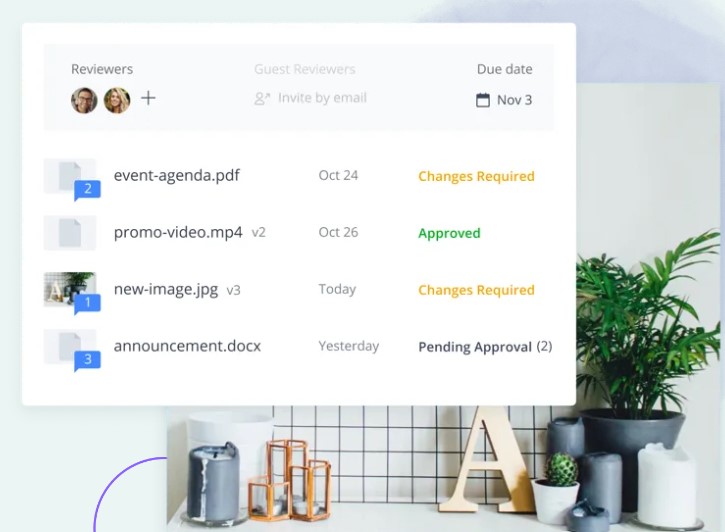 Reviewers Guest Reviewers Due date
+ Invite by email Nov 3
event-agenda.pdf Oct 24 Changes Required
2
promo-video.mp4 v2 Oct 26 Approved
new-image.jpg v3 Today Changes Required
1
announcement.docx Yesterday Pending Approval (2)
3
A